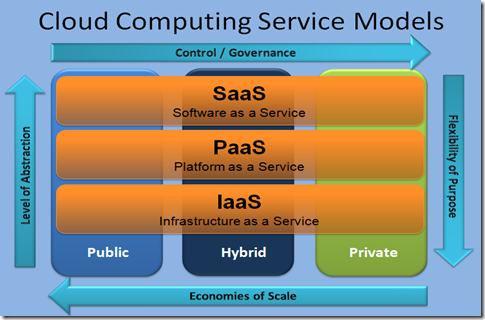 Cloud Computing Service Models
Control / Governance
Level of Abstraction
SaaS
Software as a Service
PaaS
Platform as a Service
IaaS
Infrastructure as a Service
Flexibility of Purpose
Public
Hybrid
Private
Economies of Scale